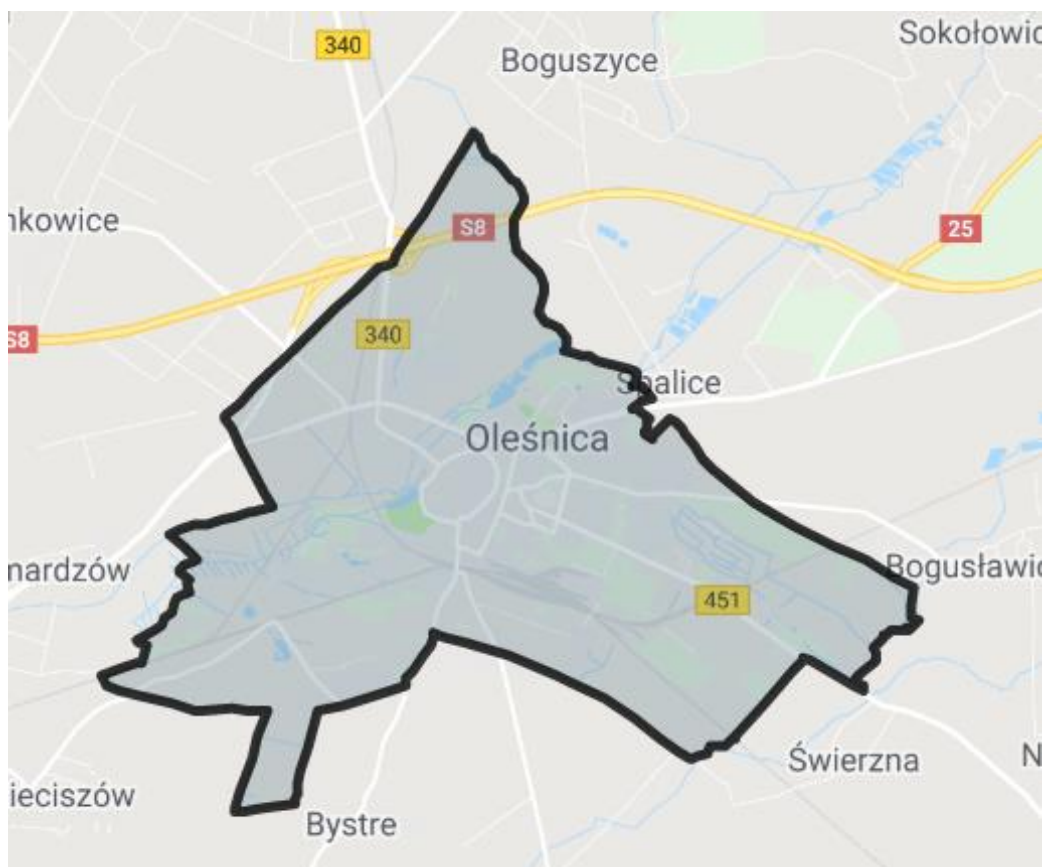 340
Boguszyce
Sokołowic
nkowice
S8
25
S8
340
Spalice
Oleśnica
nardzów
Bogusławic
451
Świerzna
N
ieciszów
Bystre